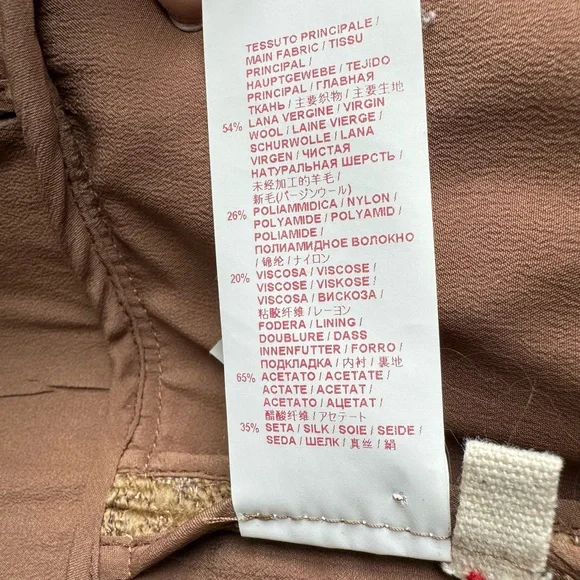 TESSUTO PRINCIPALE /
MAIN FABRIC / TISSU
PRINCIPAL /
HAUPTGEWEBE / TEJIDO
PRINCIPAL / ГЛАВНАЯ
ТКАНЬ / 主要织物 / 主要生地
54% LANA VERGINE / VIRGIN
WOOL / LAINE VIERGE /
SCHURWOLLE / LANA
VIRGEN / ЧИСТАЯ
НАТУРАЛЬНАЯ ШЕРСТЬ /
未经加工的羊毛 /
新毛(バージンウール)
26% POLIAMMIDICA / NYLON /
POLYAMIDE / POLYAMID /
POLIAMIDE /
ПОЛИАМИДНОЕ ВОЛОКНО
/ 锦纶 / ナイロン
20% VISCOSA / VISCOSE /
VISCOSE / VISKOSE /
VISCOSA / ВИСКОЗА /
粘胶纤维 / レーヨン
FODERA / LINING /
DOUBLURE / DASS
INNENFUTTER / FORRO /
ПОДКЛАДКА / 内衬 / 裏地
65% ACETATO / ACETATE /
ACTATE / ACETAT /
ACETATO / АЦЕТАТ /
醋酸纤维 / アセテート
35% SETA / SILK / SOIE / SEIDE /
SEDA / ШЕЛК / 真丝 / 絹